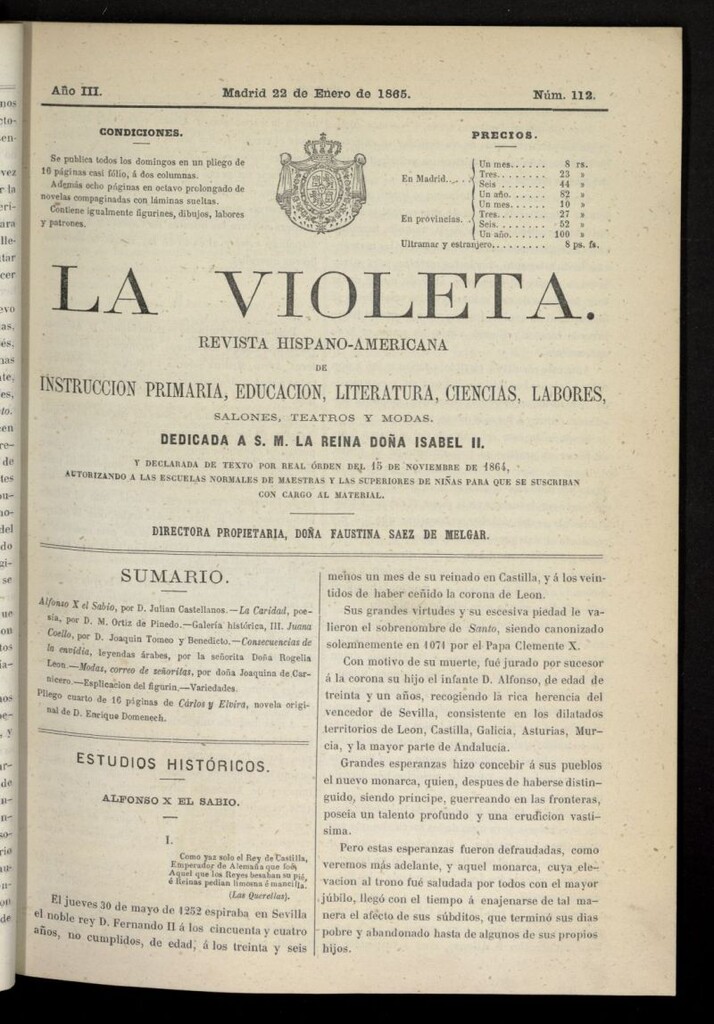 Año III.
Madrid 22 de Enero de 1865.
Núm. 112.
CONDICIONES.
Se publica todos los domingos en un pliego de
16 páginas casi fólio, á dos columnas.
Además ocho páginas en octavo prolongado de
novelas compaginadas con láminas sueltas.
Contiene igualmente figurines, dibujos, labores
y patrones.
PRECIOS.
En Madrid....
Un mes...... 8 rs.
Tres........ 23 »
Seis ........ 44 »
Un año...... 82 »
En provincias. .
Un mes...... 10 »
Tres........ 27 »
Seis........ 52 »
Un año..... 100 »
Ultramar y estranjero......... 8 ps. fs.
LA VIOLETA.
REVISTA HISPANO-AMERICANA
DE
INSTRUCCION PRIMARIA, EDUCACION, LITERATURA, CIENCIAS, LABORES,
SALONES, TEATROS Y MODAS.
DEDICADA A S. M. LA REINA DOÑA ISABEL II.
Y DECLARADA DE TEXTO POR REAL ÓRDEN DEL 15 DE NOVIEMBRE DE 1864,
AUTORIZANDO A LAS ESCUELAS NORMALES DE MAESTRAS Y LAS SUPERIORES DE NIÑAS PARA QUE SE SUSCRIBAN
CON CARGO AL MATERIAL.
DIRECTORA PROPIETARIA, DOÑA FAUSTINA SAEZ DE MELGAR.
SUMARIO.
Alfonso X el Sabio, por D. Julian Castellanos.—La Caridad, poe-
sia, por D. M. Ortiz de Pinedo.—Galería histórica, III. Juana
Coello, por D. Joaquin Tomeo y Benedicto.—Consecuencias de
la envidia, leyendas árabes, por la señorita Doña Rogelia
Leon.—Modas, correo de señoritas, por doña Joaquina de Car-
nicero.—Esplicacion del figurin.—Variedades.
Pliego cuarto de 16 páginas de Cárlos y Elvira, novela origi-
nal de D. Enrique Domenech.
ESTUDIOS HISTÓRICOS.
ALFONSO X EL SABIO.
I.
Como yaz solo el Rey de Castilla,
Emperador de Alemaña que foé,
Aquel que los Reyes besaban su pié,
é Reinas pedian limosna é mancilla.
(Las Querellas).
El jueves 30 de mayo de 1252 espiraba en Sevilla
el noble rey D. Fernando II á los cincuenta y cuatro
años, no cumplidos, de edad, á los treinta y seis
menos un mes de su reinado en Castilla, y á los vein-
tidos de haber ceñido la corona de Leon.
Sus grandes virtudes y su escesiva piedad le va-
lieron el sobrenombre de Santo, siendo canonizado
solemnemente en 1071 por el Papa Clemente X.
Con motivo de su muerte, fué jurado por sucesor
á la corona su hijo el infante D. Alfonso, de edad de
treinta y un años, recogiendo la rica herencia del
vencedor de Sevilla, consistente en los dilatados
territorios de Leon, Castilla, Galicia, Asturias, Mur-
cia, y la mayor parte de Andalucía.
Grandes esperanzas hizo concebir á sus pueblos
el nuevo monarca, quien, despues de haberse distin-
guido, siendo príncipe, guerreando en las fronteras,
poseia un talento profundo y una erudicion vastí-
sima.
Pero estas esperanzas fueron defraudadas, como
veremos más adelante, y aquel monarca, cuya ele-
vacion al trono fué saludada por todos con el mayor
júbilo, llegó con el tiempo á enajenarse de tal ma-
nera el afecto de sus súbditos, que terminó sus dias
pobre y abandonado hasta de algunos de sus propios
hijos.